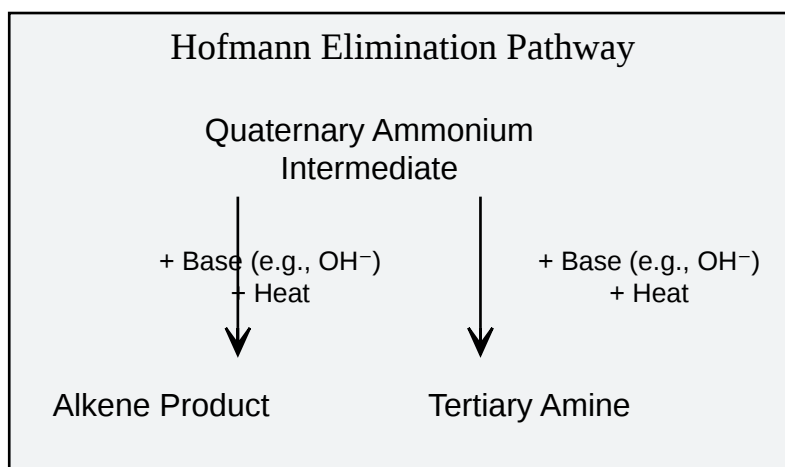 Hofmann Elimination Pathway
Quaternary Ammonium
Intermediate
+ Base (e.g., OH⁻)
+ Heat
+ Base (e.g., OH⁻)
+ Heat
Alkene Product
Tertiary Amine